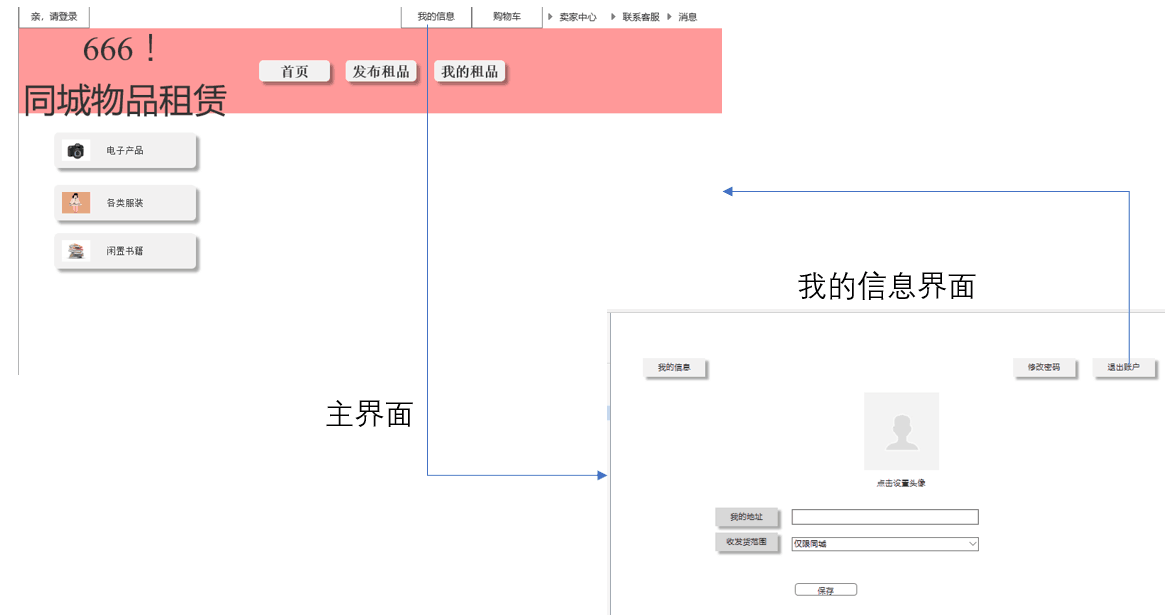 亲，请登录
我的信息
购物车
卖家中心
联系客服
消息
666！
同城物品租赁
首页
发布租品
我的租品
电子产品
各类服装
闲置书籍
主界面
我的信息界面
我的信息
修改密码
退出账户
点击设置头像
我的地址
收发货范围
仅限同城
保存